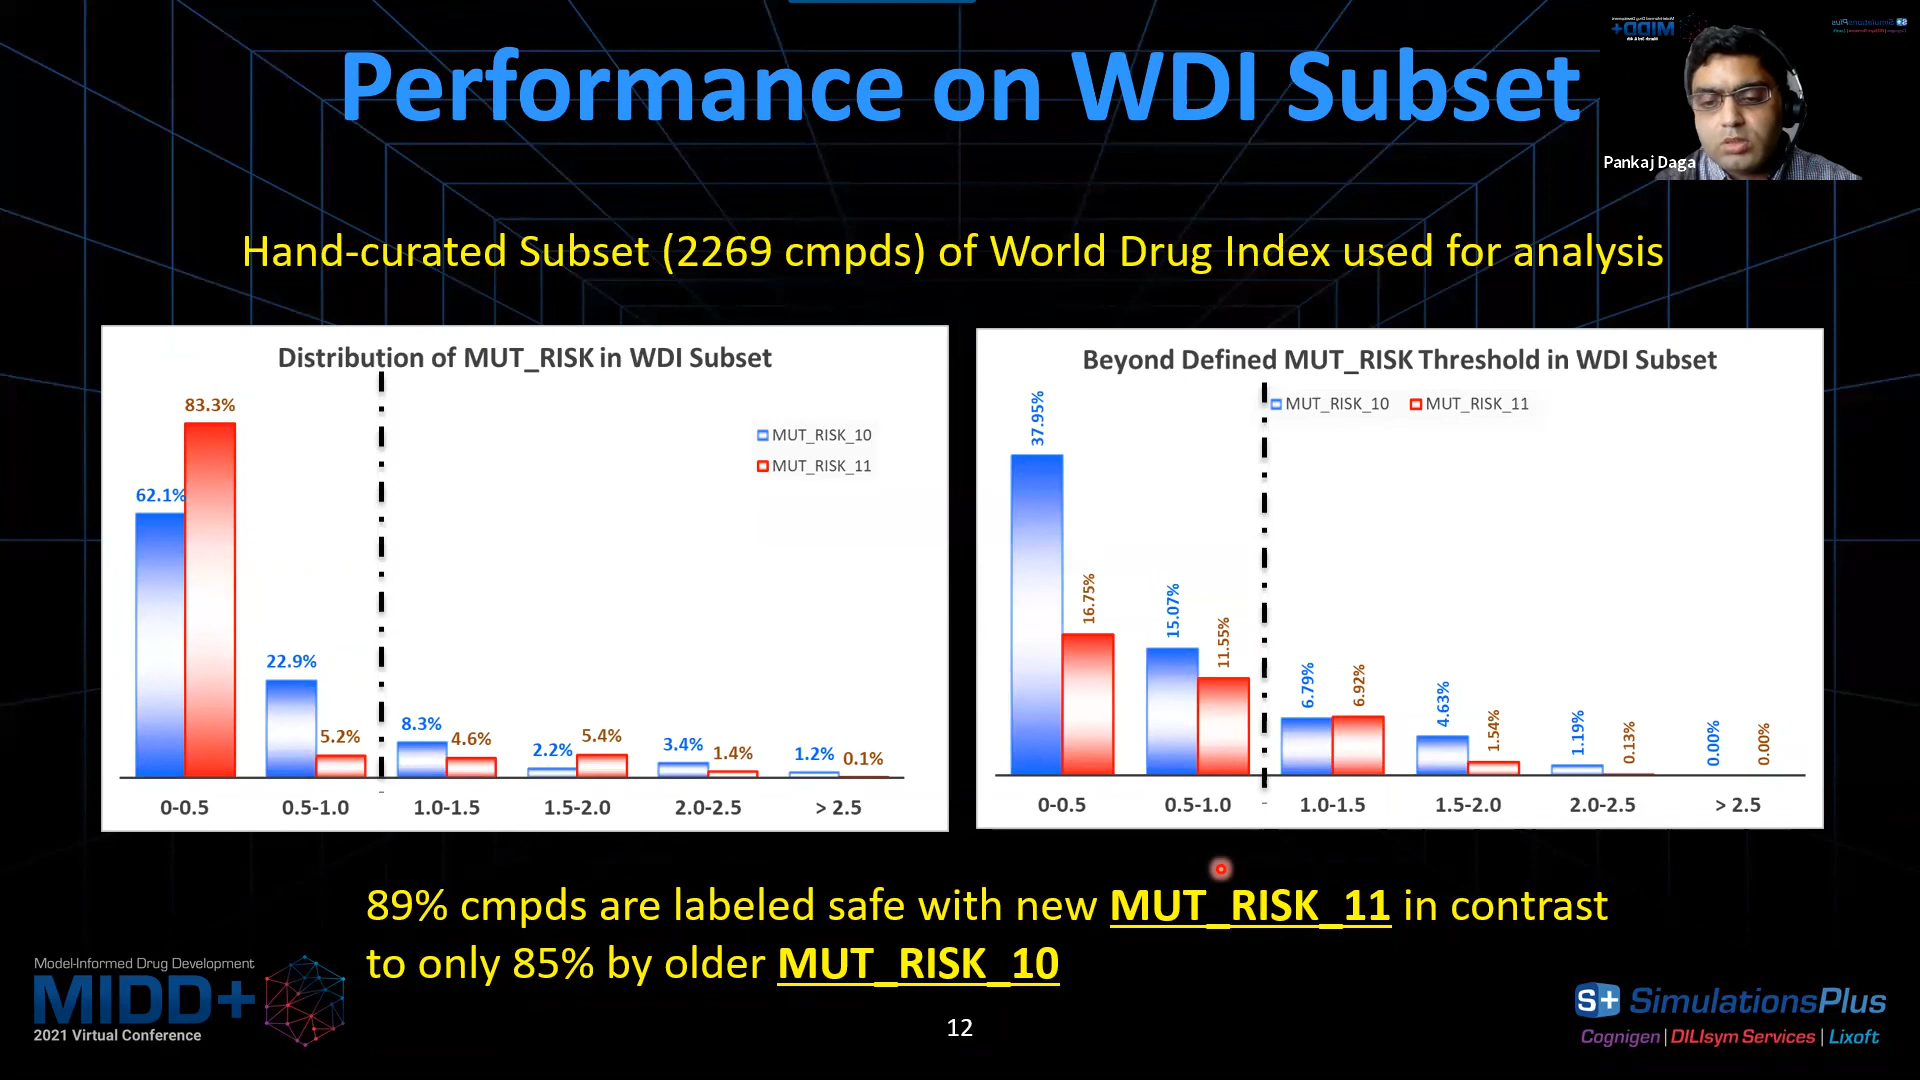 Performance on WDI Subset
Pankaj Daga
Hand-curated Subset (2269 cmpds) of World Drug Index used for analysis
Distribution of MUT_RISK in WDI Subset
MUT_RISK_10
MUT_RISK_11
62.1%
83.3%
22.9%
5.2%
8.3%
4.6%
2.2%
5.4%
3.4%
1.4%
1.2%
0.1%
0-0.5
0.5-1.0
1.0-1.5
1.5-2.0
2.0-2.5
> 2.5
Beyond Defined MUT_RISK Threshold in WDI Subset
MUT_RISK_10
MUT_RISK_11
37.95%
16.75%
15.07%
11.55%
6.79%
6.92%
4.63%
1.54%
1.19%
0.13%
0.00%
0.00%
0-0.5
0.5-1.0
1.0-1.5
1.5-2.0
2.0-2.5
> 2.5
89% cmpds are labeled safe with new MUT_RISK_11 in contrast
to only 85% by older MUT_RISK_10
Model-Informed Drug Development
MIDD+
2021 Virtual Conference
12
S+ SimulationsPlus
Cognigen | DILIsym Services | Lixoft